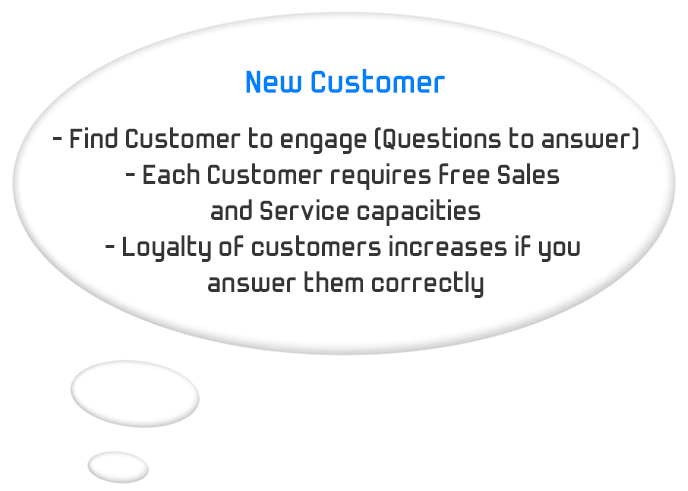 New Customer
- Find Customer to engage (Questions to answer)
- Each Customer requires free Sales
and Service capacities
- Loyalty of customers increases if you
answer them correctly